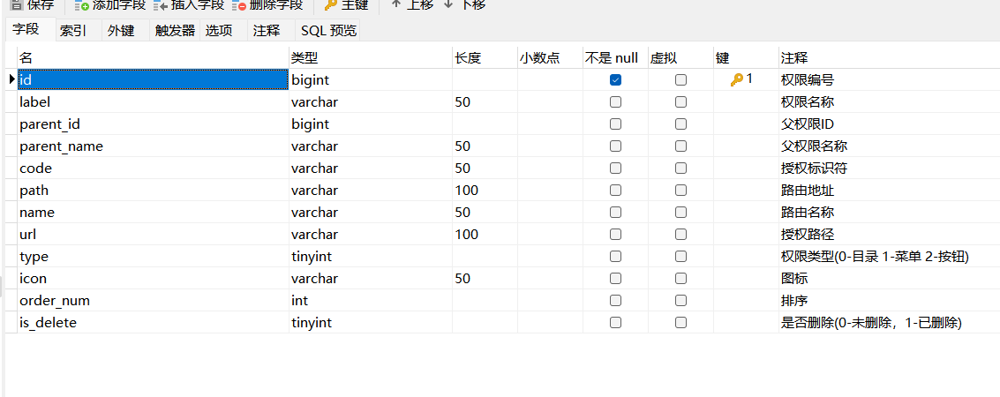 保存 添加字段 插入字段 删除字段 主键 上移 下移
字段 索引 外键 触发器 选项 注释 SQL 预览
名 类型 长度 小数点 不是 null 虚拟 键 注释
id bigint 1 权限编号
label varchar 50 权限名称
parent_id bigint 父权限ID
parent_name varchar 50 父权限名称
code varchar 50 授权标识符
path varchar 100 路由地址
name varchar 50 路由名称
url varchar 100 授权路径
type tinyint 权限类型(0-目录 1-菜单 2-按钮)
icon varchar 50 图标
order_num int 排序
is_delete tinyint 是否删除(0-未删除，1-已删除)